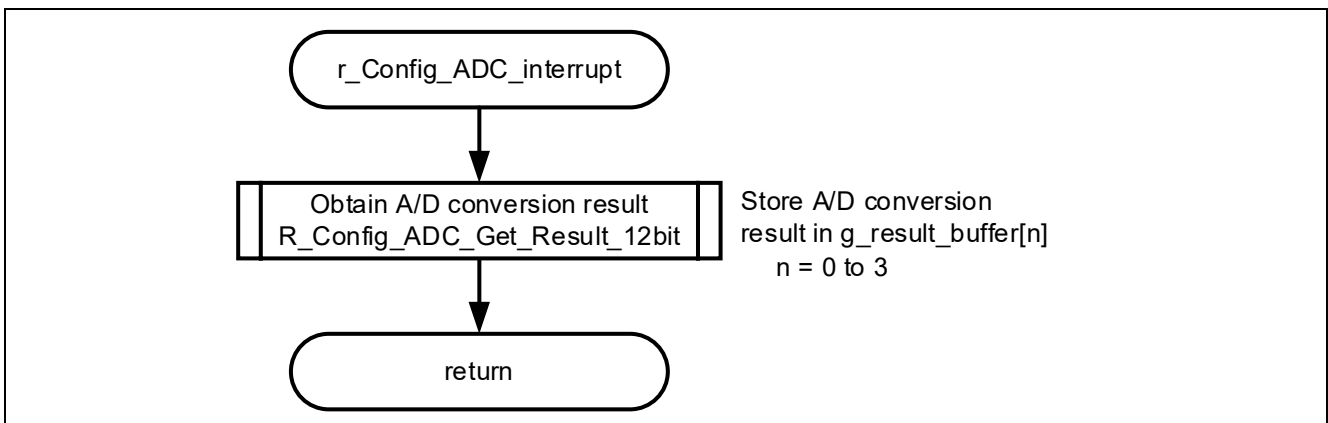 r_Config_ADC_interrupt
Obtain A/D conversion result
R_Config_ADC_Get_Result_12bit
Store A/D conversion
result in g_result_buffer[n]
n = 0 to 3
return